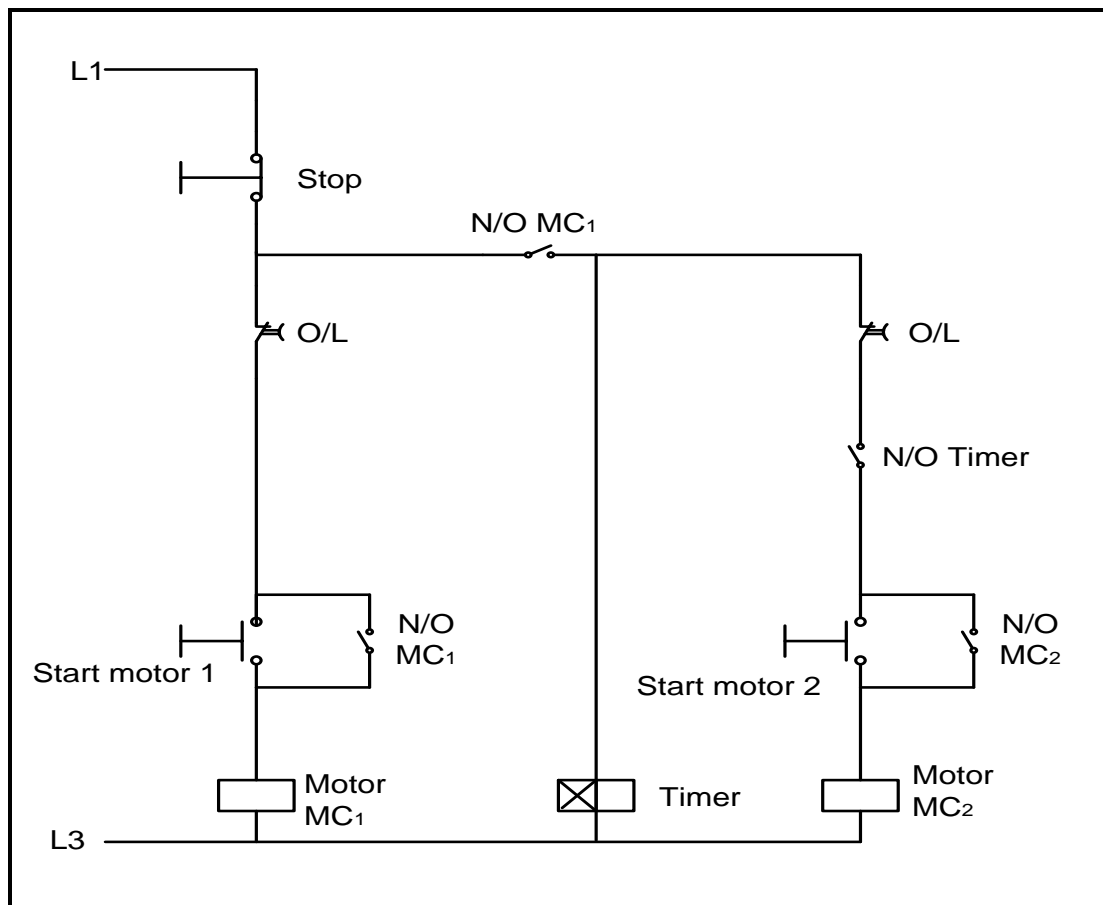 L1
Stop
N/O MC₁
O/L
O/L
N/O Timer
N/O
MC₁
Start motor 1
N/O
MC₂
Start motor 2
Motor
MC₁
Timer
Motor
MC₂
L3